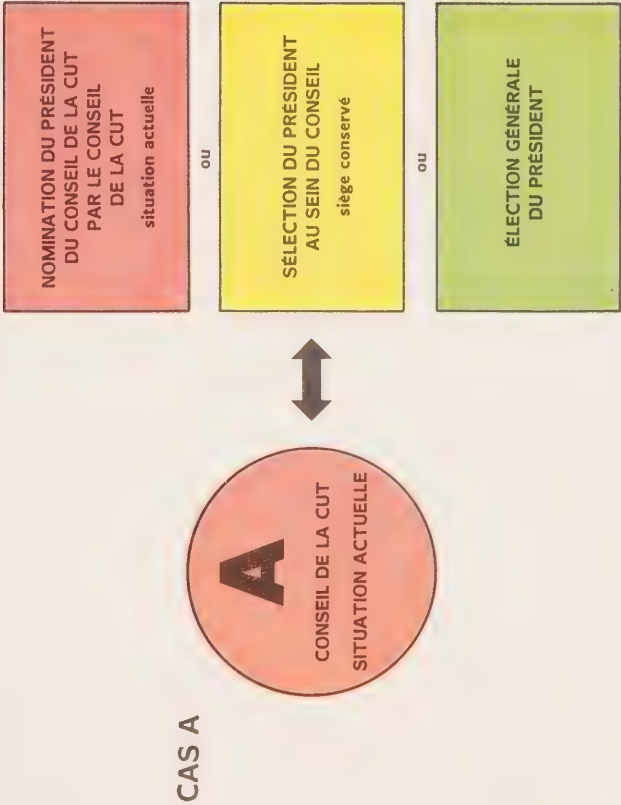 CAS A
A
CONSEIL DE LA CUT
SITUATION ACTUELLE
NOMINATION DU PRÉSIDENT
DU CONSEIL DE LA CUT
PAR LE CONSEIL
DE LA CUT
situation actuelle
ou
SÉLECTION DU PRÉSIDENT
AU SEIN DU CONSEIL
siège conservé
ou
ÉLECTION GÉNÉRALE
DU PRÉSIDENT